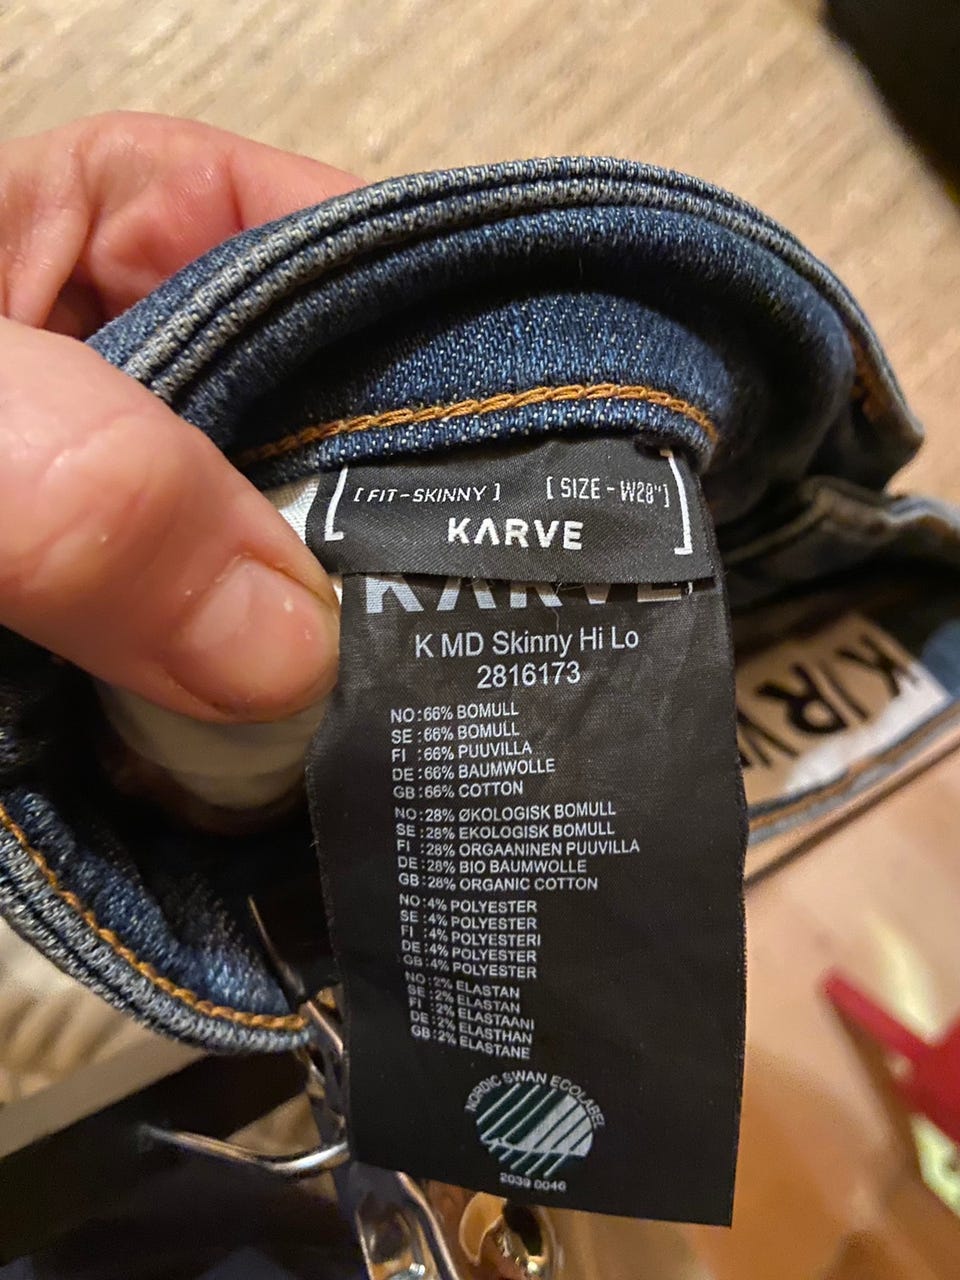 [ FIT-SKINNY ] [ SIZE - W28" ]
KARVE
KARVE
K MD Skinny Hi Lo
2816173
NO:66% BOMULL
SE:66% BOMULL
FI :66% PUUVILLA
DE:66% BAUMWOLLE
GB:66% COTTON
NO:28% ØKOLOGISK BOMULL
SE:28% EKOLOGISK BOMULL
FI :28% ORGAANINEN PUUVILLA
DE:28% BIO BAUMWOLLE
GB:28% ORGANIC COTTON
NO:4% POLYESTER
SE:4% POLYESTER
FI :4% POLYESTERI
DE:4% POLYESTER
GB:4% POLYESTER
NO:2% ELASTAN
SE:2% ELASTAN
FI :2% ELASTAANI
DE:2% ELASTHAN
GB:2% ELASTANE
NORDIC SWAN ECOLABEL
2039 0046